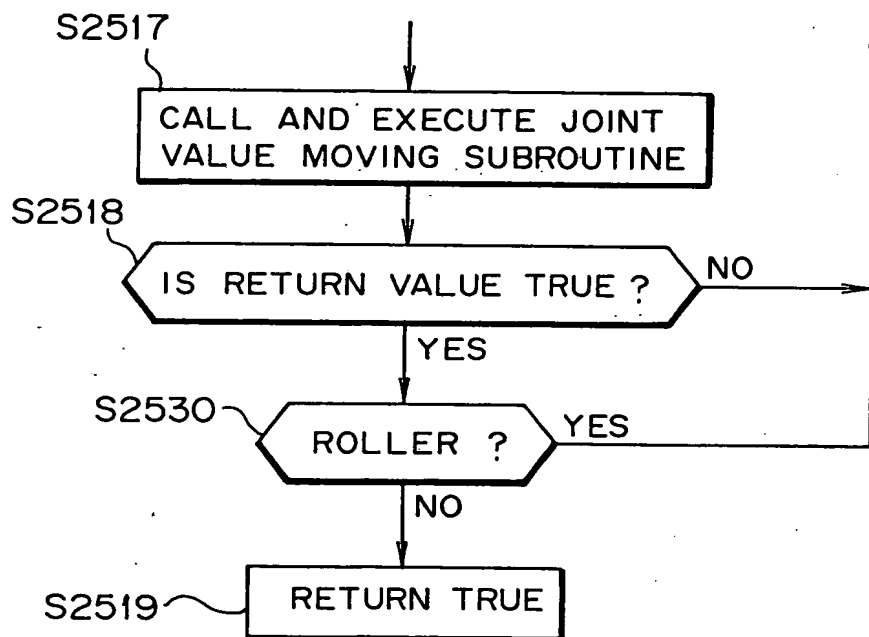 S2517
CALL AND EXECUTE JOINT
VALUE MOVING SUBROUTINE
S2518
IS RETURN VALUE TRUE ?
NO
YES
S2530
ROLLER ?
YES
NO
S2519
RETURN TRUE